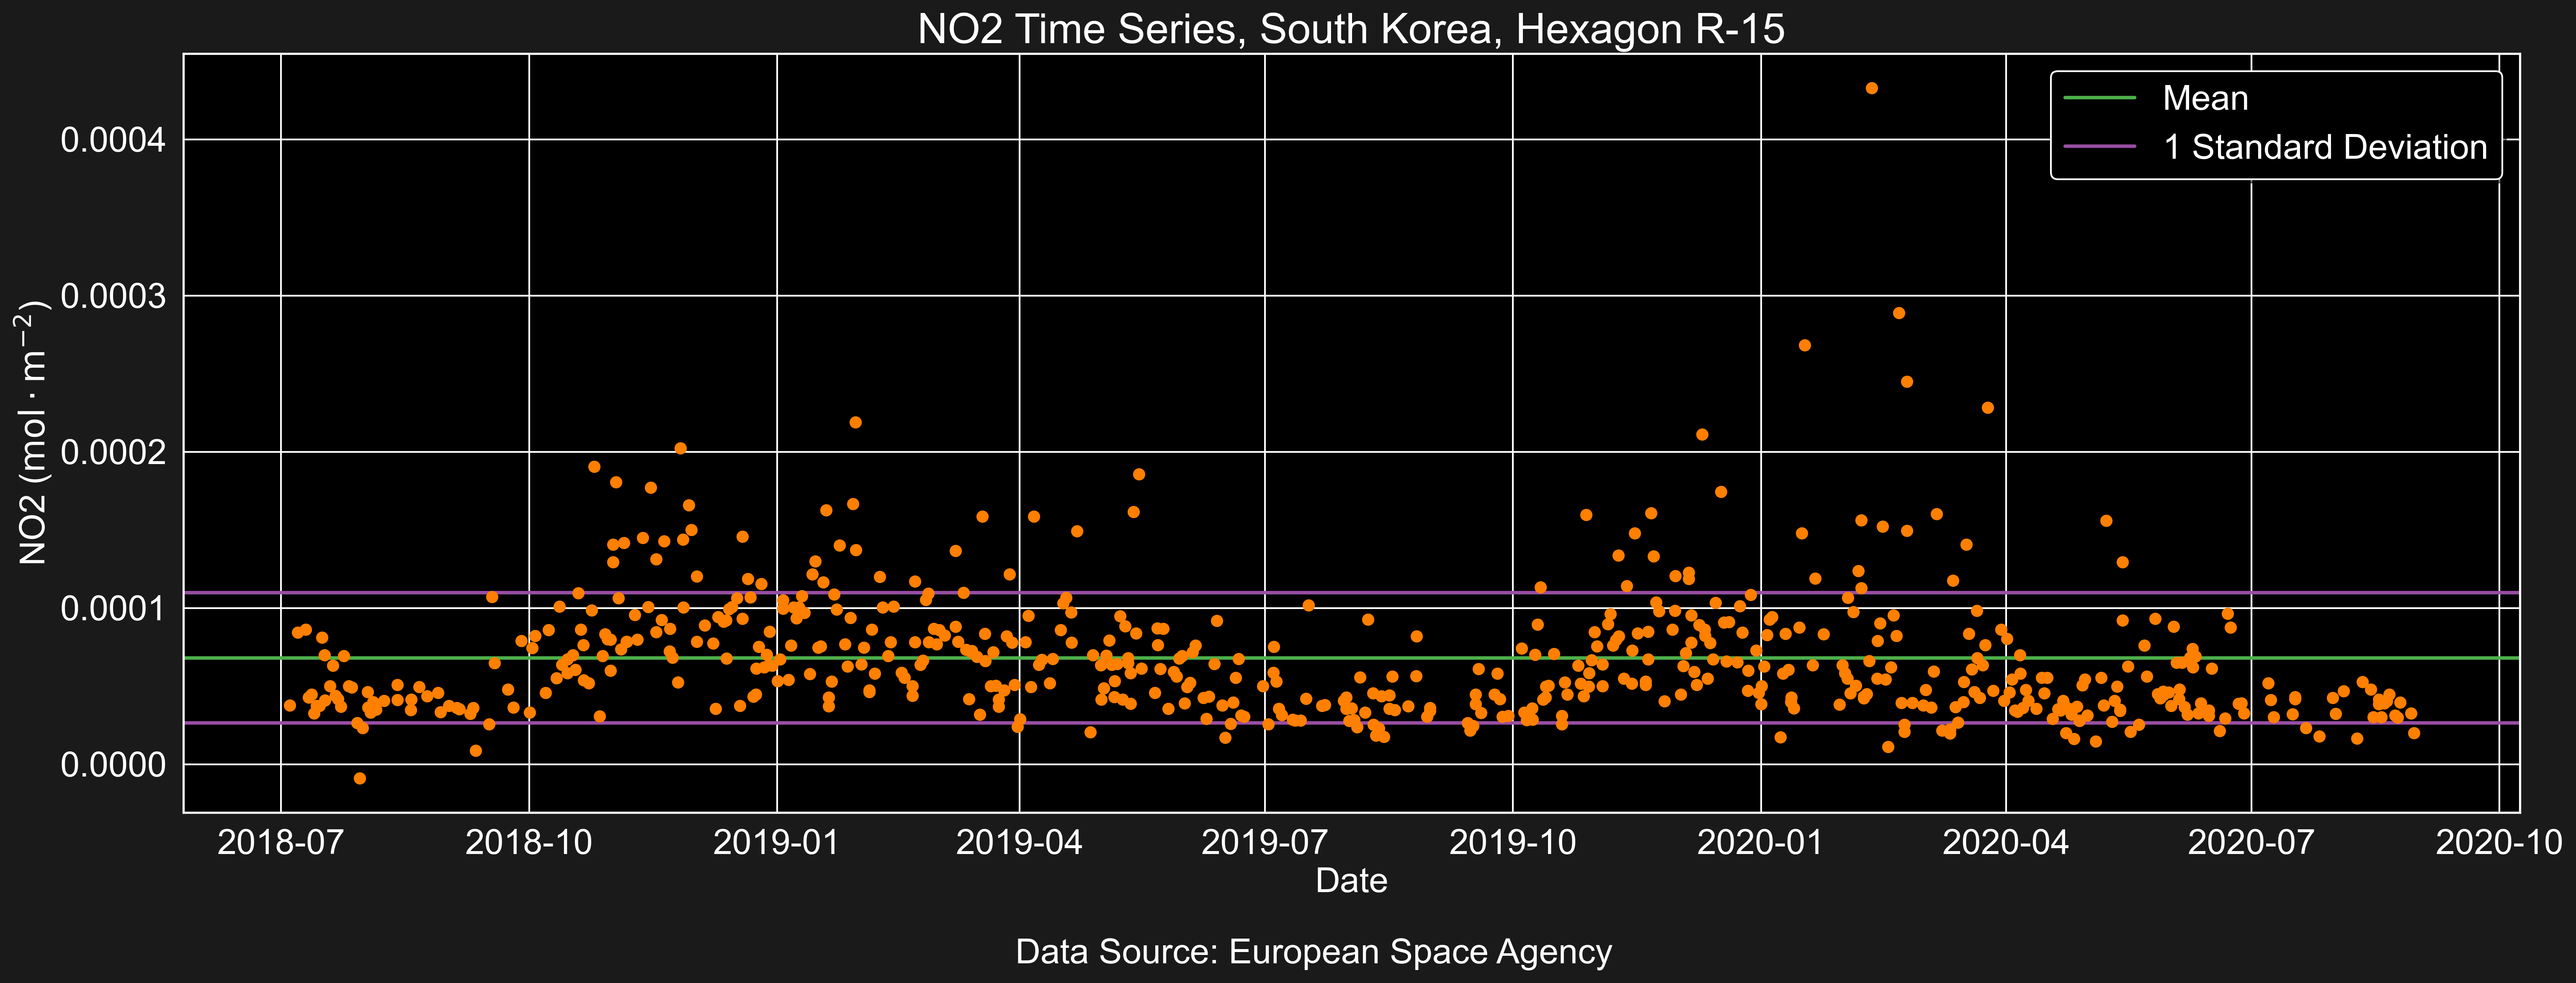 NO2 Time Series, South Korea, Hexagon R-15
Mean
1 Standard Deviation
NO2 (mol · m⁻²)
0.0004
0.0003
0.0002
0.0001
0.0000
2018-07 2018-10 2019-01 2019-04 2019-07 2019-10 2020-01 2020-04 2020-07 2020-10
Date
Data Source: European Space Agency